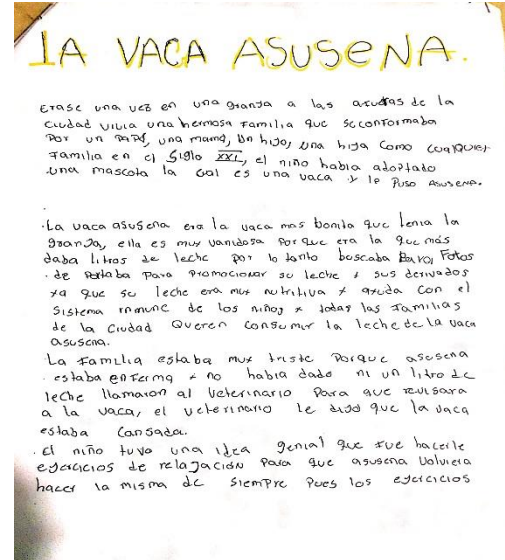 LA VACA ASUSENA.
Erase una vez en una granja a las afueras de la
ciudad vivia una hermosa familia que se conformaba
Por un papá, una mamá, un hijo, una hija como cualquier
familia en el siglo XXI, el niño habia adoptado
una mascota la cual es una vaca y le puso Asusena.
La vaca asusena era la vaca mas bonita que tenia la
granja, ella es muy vanidosa porque era la que más
daba litros de leche por lo tanto buscaba para fotos
de portaba para promocionar su leche y sus derivados
ya que su leche era muy nutritiva y ayuda con el
sistema inmune de los niños y todas las familias
de la ciudad Queren consumir la leche de la vaca
asusena.
La familia estaba muy triste porque asusena
estaba enferma y no habia dado ni un litro de
leche llamaron al veterinario para que revisara
a la vaca, el veterinario le dijo que la vaca
estaba cansada.
El niño tuvo una idea genial que fue hacerle
ejercicios de relajación para que asusena volviera
hacer la misma de siempre pues los ejercicios